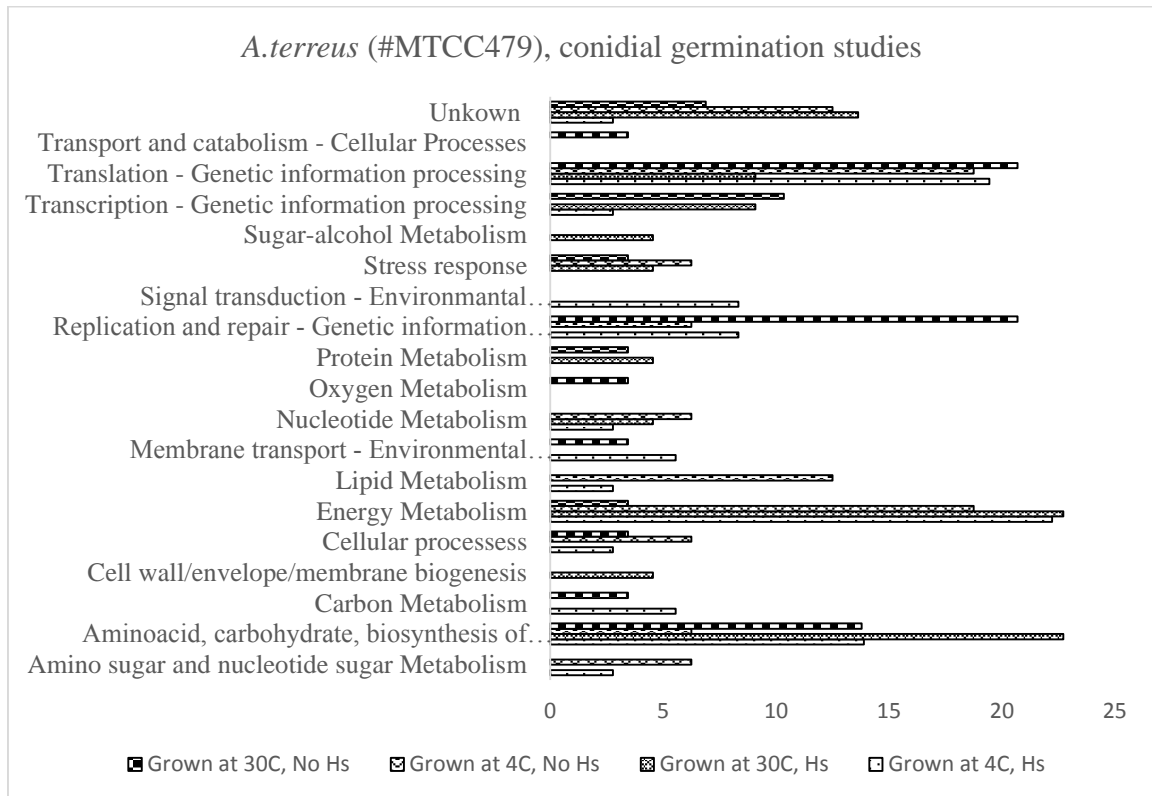 A.terreus (#MTCC479), conidial germination studies
Unkown
Transport and catabolism - Cellular Processes
Translation - Genetic information processing
Transcription - Genetic information processing
Sugar-alcohol Metabolism
Stress response
Signal transduction - Environmantal…
Replication and repair - Genetic information…
Protein Metabolism
Oxygen Metabolism
Nucleotide Metabolism
Membrane transport - Environmental…
Lipid Metabolism
Energy Metabolism
Cellular processess
Cell wall/envelope/membrane biogenesis
Carbon Metabolism
Aminoacid, carbohydrate, biosynthesis of…
Amino sugar and nucleotide sugar Metabolism
0 5 10 15 20 25
Grown at 30C, No Hs Grown at 4C, No Hs Grown at 30C, Hs Grown at 4C, Hs